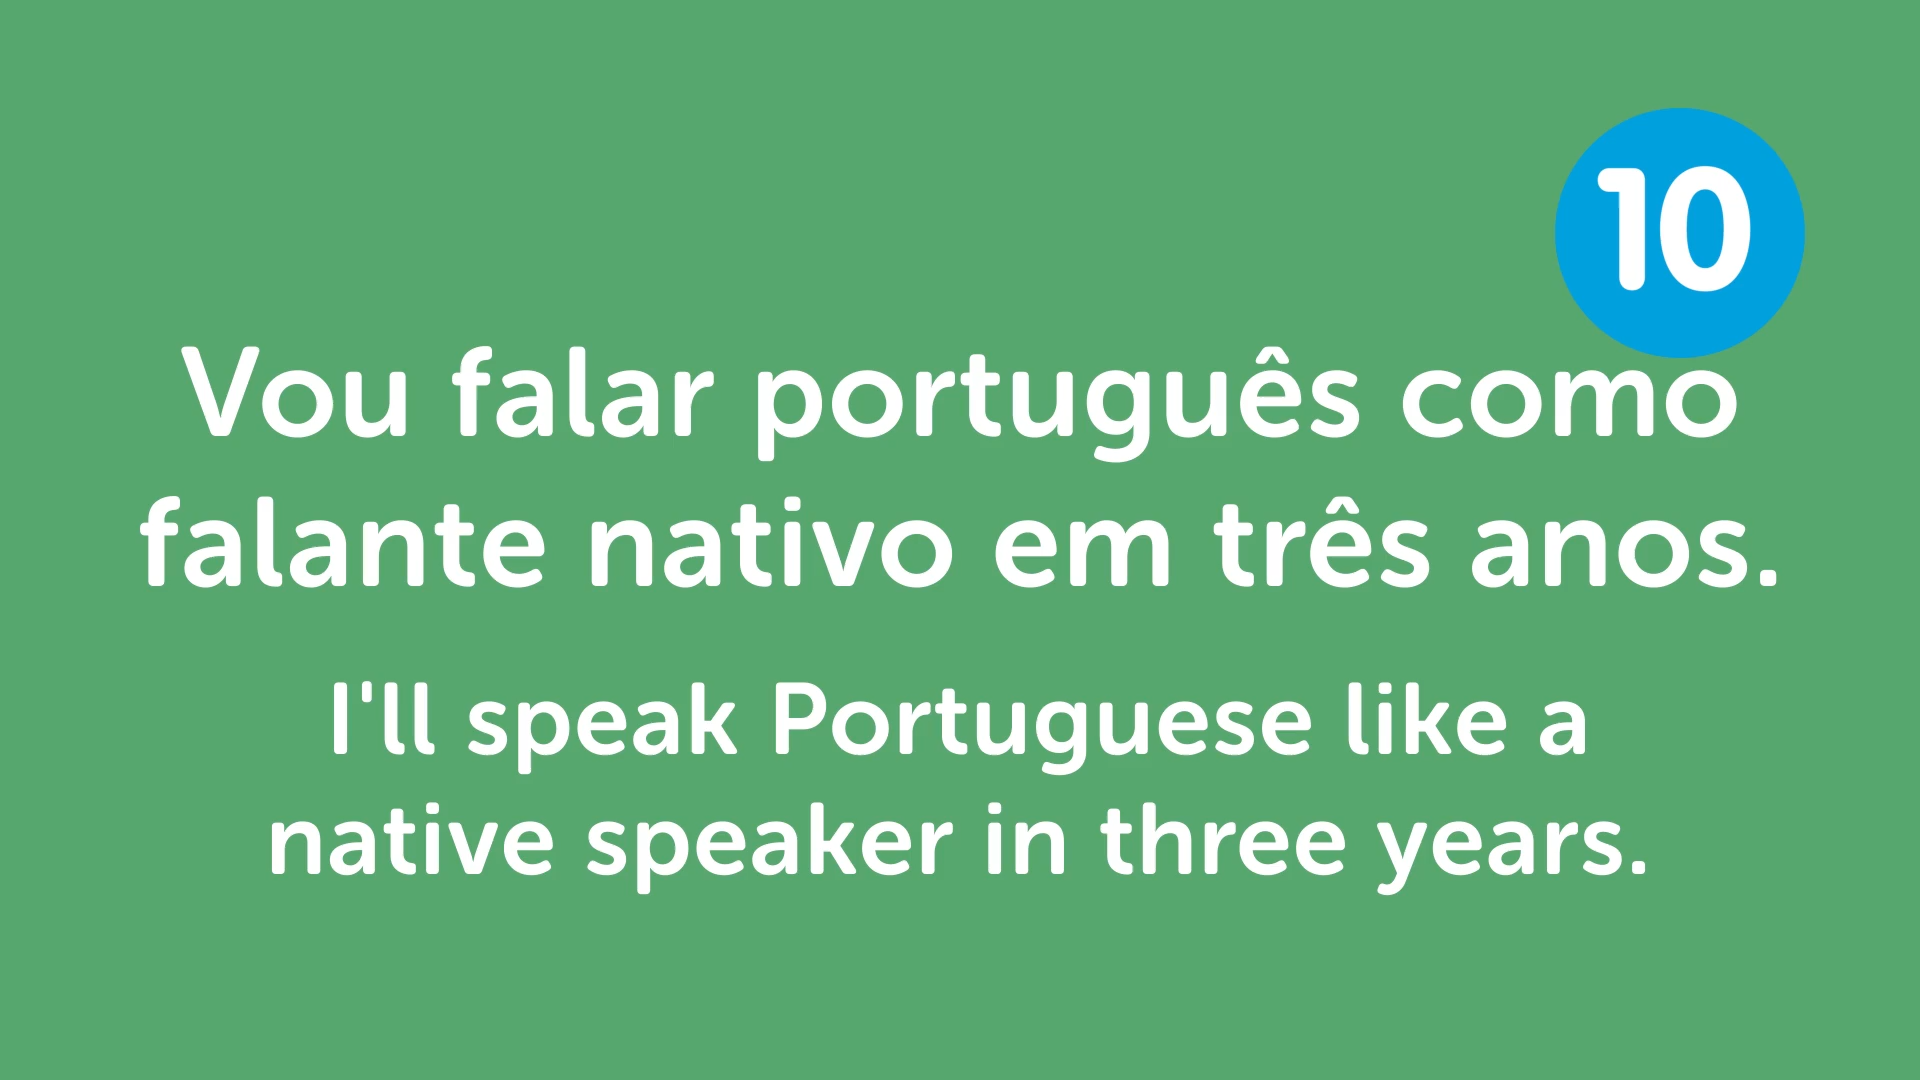 10
Vou falar português como
falante nativo em três anos.
I'll speak Portuguese like a
native speaker in three years.